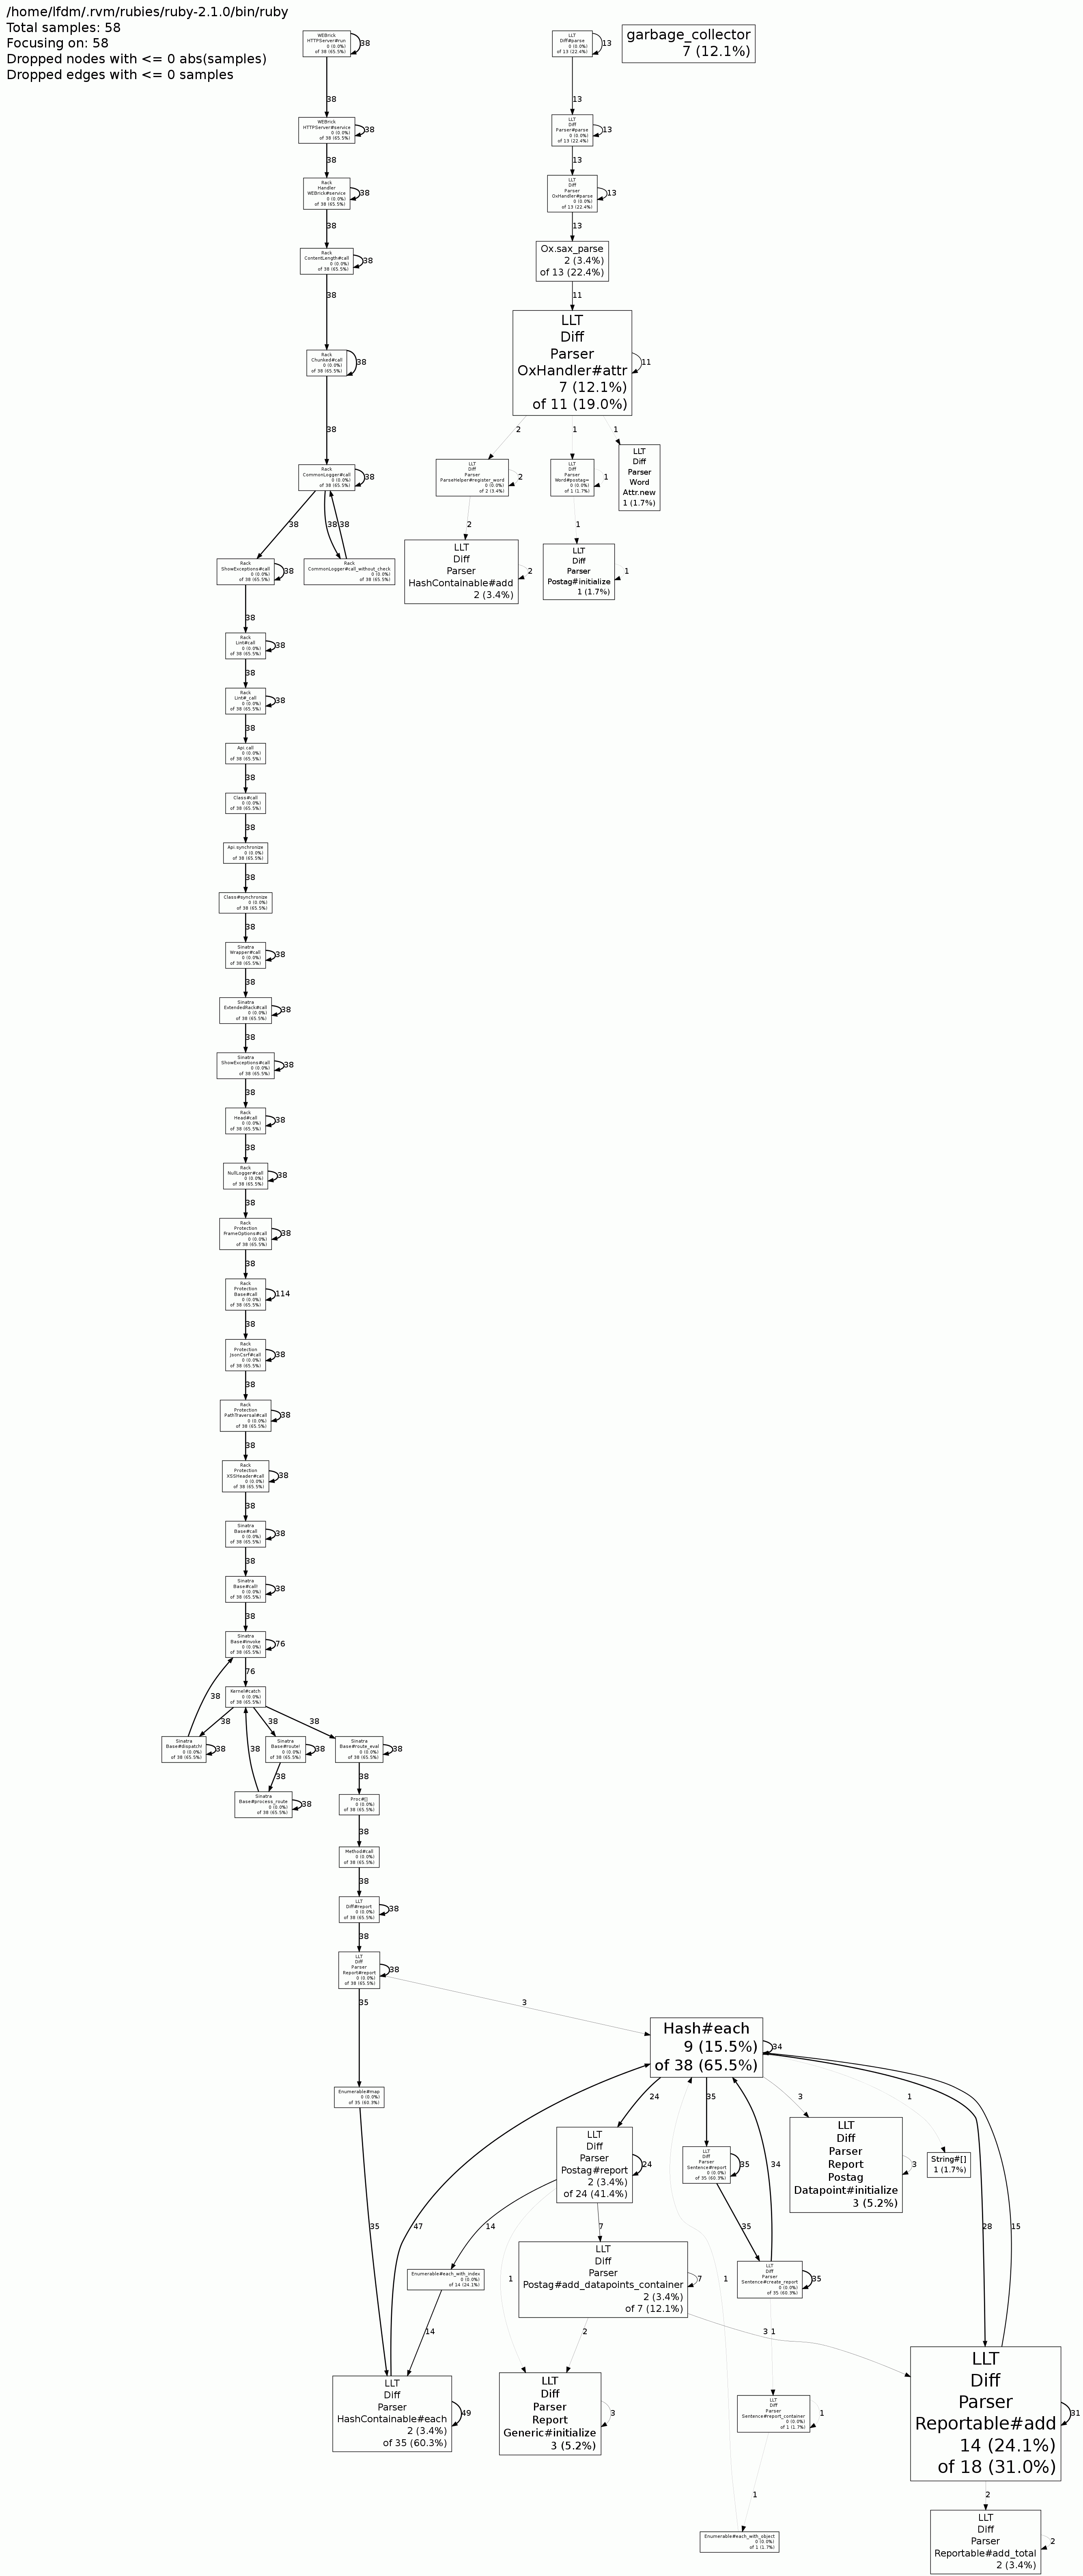 /home/lfdm/.rvm/rubies/ruby-2.1.0/bin/ruby
Total samples: 58
Focusing on: 58
Dropped nodes with <= 0 abs(samples)
Dropped edges with <= 0 samples
WEBrick
HTTPServer#run
0 (0.0%)
of 38 (65.5%)
38
LLT
Diff#parse
0 (0.0%)
of 13 (22.4%)
13
garbage_collector
7 (12.1%)
38
13
WEBrick
HTTPServer#service
0 (0.0%)
of 38 (65.5%)
38
LLT
Diff
Parser#parse
0 (0.0%)
of 13 (22.4%)
13
38
13
Rack
Handler
WEBrick#service
0 (0.0%)
of 38 (65.5%)
38
LLT
Diff
Parser
OxHandler#parse
0 (0.0%)
of 13 (22.4%)
13
38
13
Rack
ContentLength#call
0 (0.0%)
of 38 (65.5%)
38
Ox.sax_parse
2 (3.4%)
of 13 (22.4%)
38
11
Rack
Chunked#call
0 (0.0%)
of 38 (65.5%)
38
LLT
Diff
Parser
OxHandler#attr
7 (12.1%)
of 11 (19.0%)
11
38
2
1
1
Rack
CommonLogger#call
0 (0.0%)
of 38 (65.5%)
38
LLT
Diff
Parser
ParseHelper#register_word
0 (0.0%)
of 2 (3.4%)
2
LLT
Diff
Parser
Word#postag=
0 (0.0%)
of 1 (1.7%)
1
LLT
Diff
Parser
Word
Attr.new
1 (1.7%)
38
38
38
2
1
Rack
ShowExceptions#call
0 (0.0%)
of 38 (65.5%)
38
Rack
CommonLogger#call_without_check
0 (0.0%)
of 38 (65.5%)
LLT
Diff
Parser
HashContainable#add
2 (3.4%)
2
LLT
Diff
Parser
Postag#initialize
1 (1.7%)
1
38
Rack
Lint#call
0 (0.0%)
of 38 (65.5%)
38
38
Rack
Lint#_call
0 (0.0%)
of 38 (65.5%)
38
38
Api.call
0 (0.0%)
of 38 (65.5%)
38
Class#call
0 (0.0%)
of 38 (65.5%)
38
Api.synchronize
0 (0.0%)
of 38 (65.5%)
38
Class#synchronize
0 (0.0%)
of 38 (65.5%)
38
Sinatra
Wrapper#call
0 (0.0%)
of 38 (65.5%)
38
38
Sinatra
ExtendedRack#call
0 (0.0%)
of 38 (65.5%)
38
38
Sinatra
ShowExceptions#call
0 (0.0%)
of 38 (65.5%)
38
38
Rack
Head#call
0 (0.0%)
of 38 (65.5%)
38
38
Rack
NullLogger#call
0 (0.0%)
of 38 (65.5%)
38
38
Rack
Protection
FrameOptions#call
0 (0.0%)
of 38 (65.5%)
38
38
Rack
Protection
Base#call
0 (0.0%)
of 38 (65.5%)
114
38
Rack
Protection
JsonCsrf#call
0 (0.0%)
of 38 (65.5%)
38
38
Rack
Protection
PathTraversal#call
0 (0.0%)
of 38 (65.5%)
38
38
Rack
Protection
XSSHeader#call
0 (0.0%)
of 38 (65.5%)
38
38
Sinatra
Base#call
0 (0.0%)
of 38 (65.5%)
38
38
Sinatra
Base#call!
0 (0.0%)
of 38 (65.5%)
38
38
Sinatra
Base#invoke
0 (0.0%)
of 38 (65.5%)
76
76
38
Kernel#catch
0 (0.0%)
of 38 (65.5%)
38
38
38
Sinatra
Base#dispatch!
0 (0.0%)
of 38 (65.5%)
38
38
Sinatra
Base#route!
0 (0.0%)
of 38 (65.5%)
38
Sinatra
Base#route_eval
0 (0.0%)
of 38 (65.5%)
38
38
38
Sinatra
Base#process_route
0 (0.0%)
of 38 (65.5%)
38
Proc#[]
0 (0.0%)
of 38 (65.5%)
38
Method#call
0 (0.0%)
of 38 (65.5%)
38
LLT
Diff#report
0 (0.0%)
of 38 (65.5%)
38
38
LLT
Diff
Parser
Report#report
0 (0.0%)
of 38 (65.5%)
38
35
3
Hash#each
9 (15.5%)
of 38 (65.5%)
34
Enumerable#map
0 (0.0%)
of 35 (60.3%)
24
35
3
1
LLT
Diff
Parser
Postag#report
2 (3.4%)
of 24 (41.4%)
24
LLT
Diff
Parser
Sentence#report
0 (0.0%)
of 35 (60.3%)
35
34
LLT
Diff
Parser
Report
Postag
Datapoint#initialize
3 (5.2%)
3
String#[]
1 (1.7%)
35
47
14
7
35
28
15
Enumerable#each_with_index
0 (0.0%)
of 14 (24.1%)
1
LLT
Diff
Parser
Postag#add_datapoints_container
2 (3.4%)
of 7 (12.1%)
7
1
LLT
Diff
Parser
Sentence#create_report
0 (0.0%)
of 35 (60.3%)
35
14
2
3
1
LLT
Diff
Parser
HashContainable#each
2 (3.4%)
of 35 (60.3%)
49
LLT
Diff
Parser
Report
Generic#initialize
3 (5.2%)
3
LLT
Diff
Parser
Sentence#report_container
0 (0.0%)
of 1 (1.7%)
1
LLT
Diff
Parser
Reportable#add
14 (24.1%)
of 18 (31.0%)
31
1
2
Enumerable#each_with_object
0 (0.0%)
of 1 (1.7%)
LLT
Diff
Parser
Reportable#add_total
2 (3.4%)
2